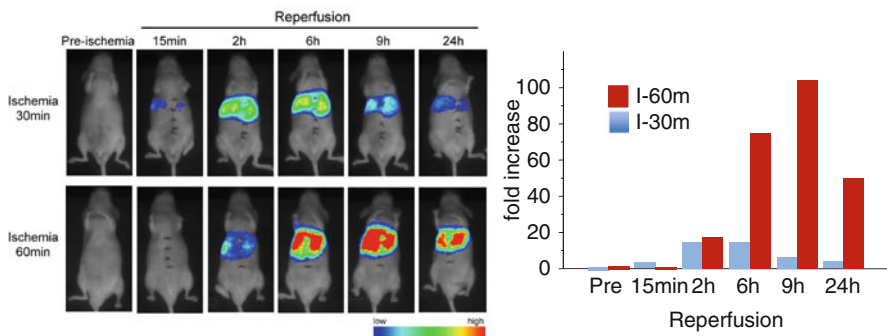 Reperfusion
Pre-ischemia 15min 2h 6h 9h 24h
Ischemia
30min
Ischemia
60min
low high
fold increase
100
80
60
40
20
0
I-60m
I-30m
Pre 15min 2h 6h 9h 24h
Reperfusion